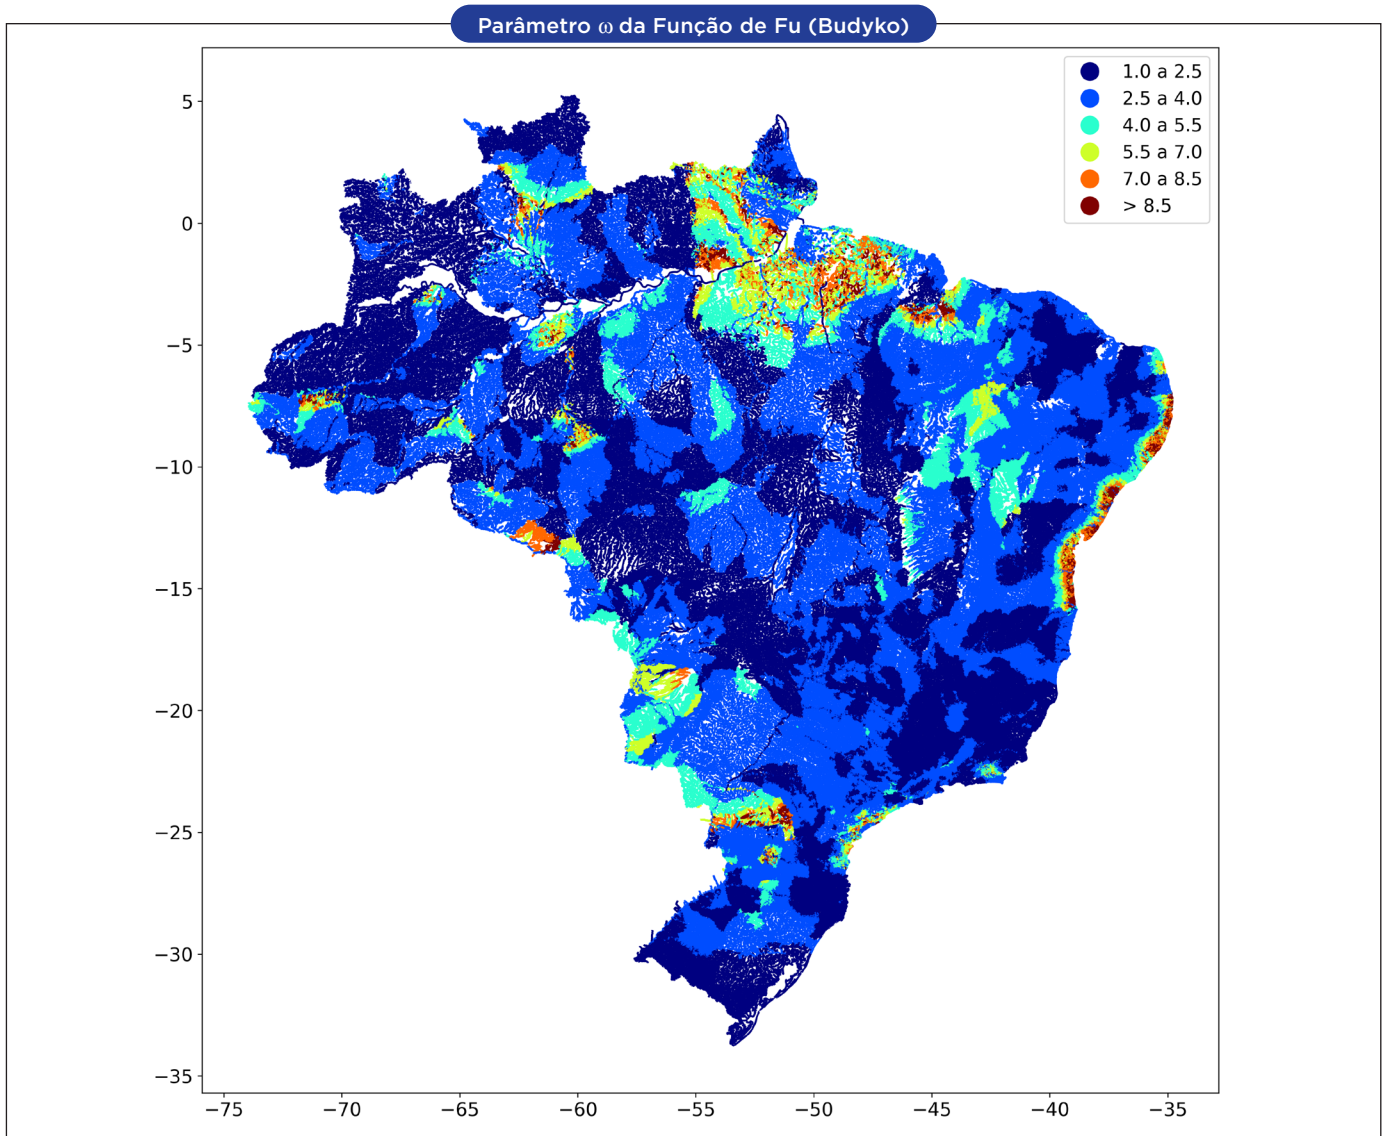 Parâmetro ω da Função de Fu (Budyko)
1.0 a 2.5
2.5 a 4.0
4.0 a 5.5
5.5 a 7.0
7.0 a 8.5
> 8.5
5
0
−5
−10
−15
−20
−25
−30
−35
−75 −70 −65 −60 −55 −50 −45 −40 −35